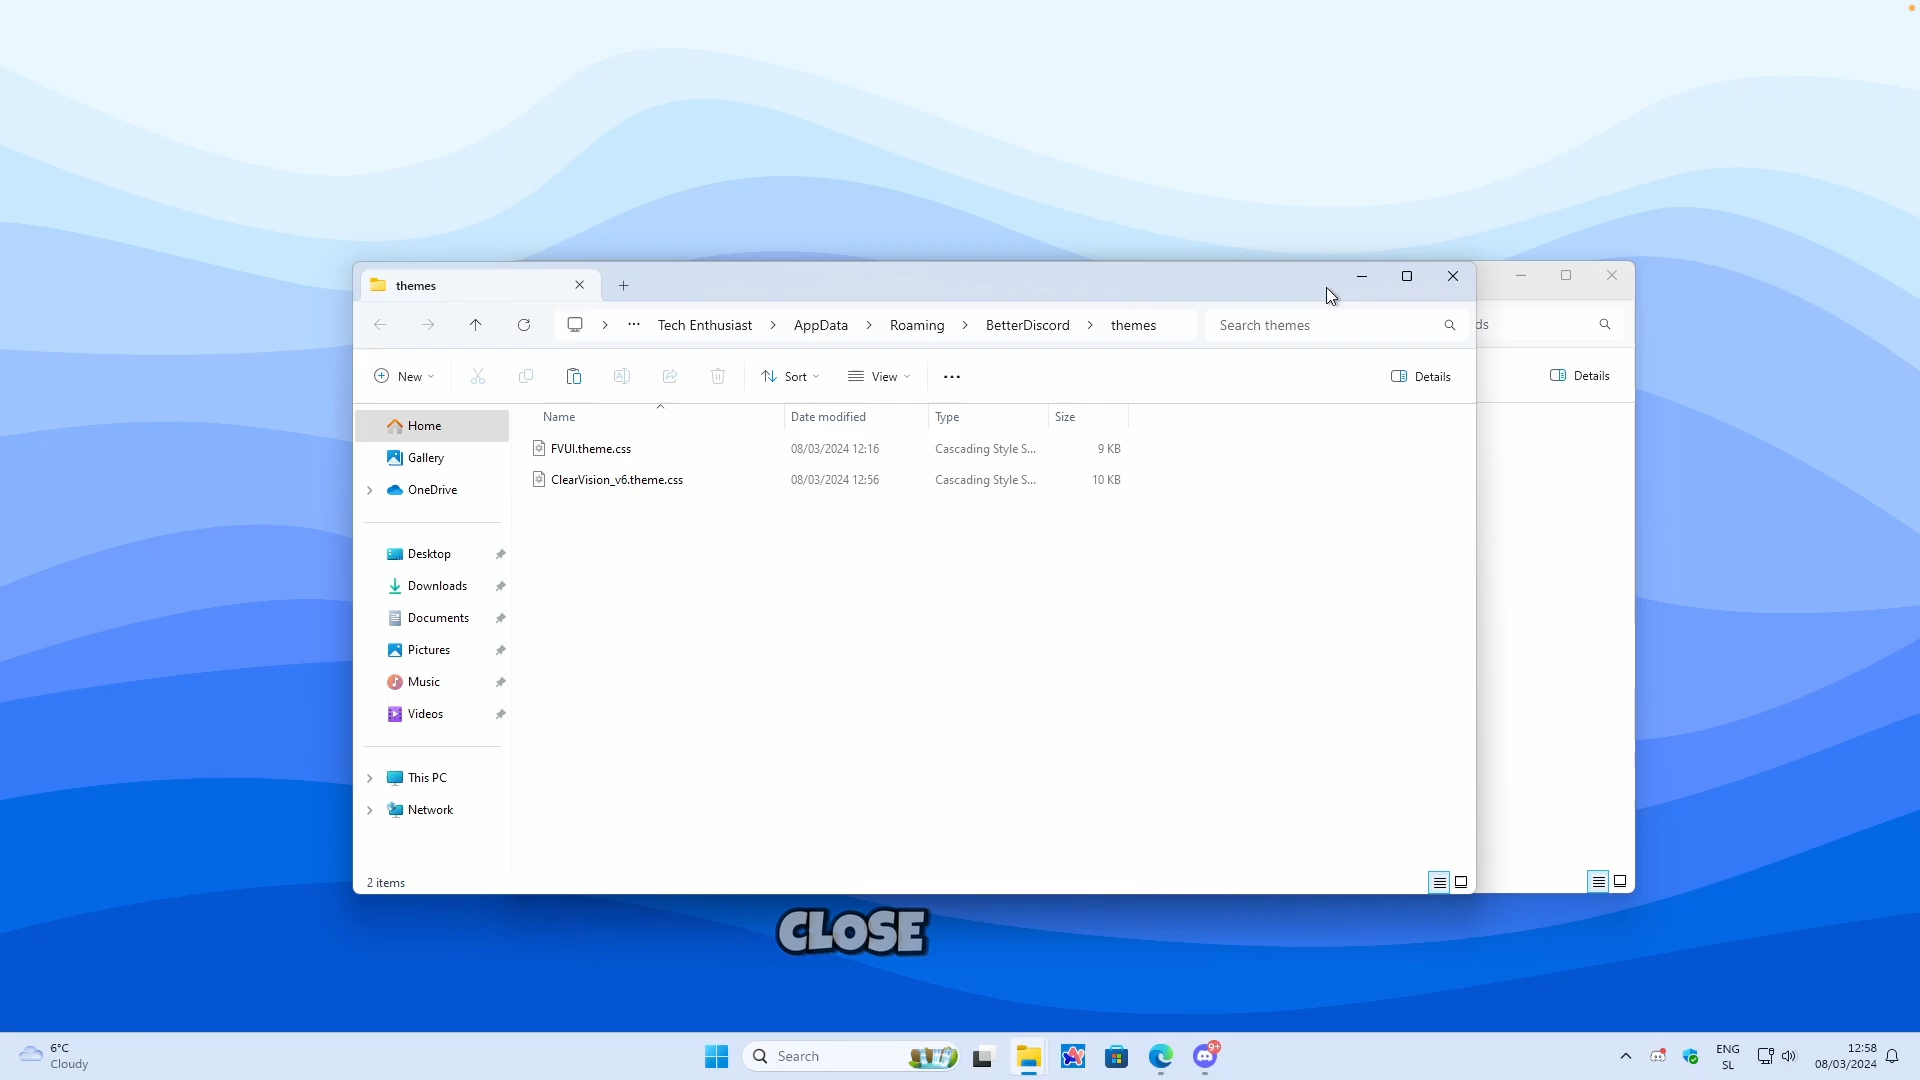 themes
Tech Enthusiast
AppData
Roaming
BetterDiscord
themes
Search themes
ds
New
Sort
View
Details
Details
Name
Date modified
Type
Size
FVUI.theme.css
08/03/2024 12:16
Cascading Style S...
9 KB
ClearVision_v6.theme.css
08/03/2024 12:56
Cascading Style S...
10 KB
Home
Gallery
OneDrive
Desktop
Downloads
Documents
Pictures
Music
Videos
This PC
Network
2 items
CLOSE
6°C
Cloudy
Search
9+
ENG
SL
12:58
08/03/2024